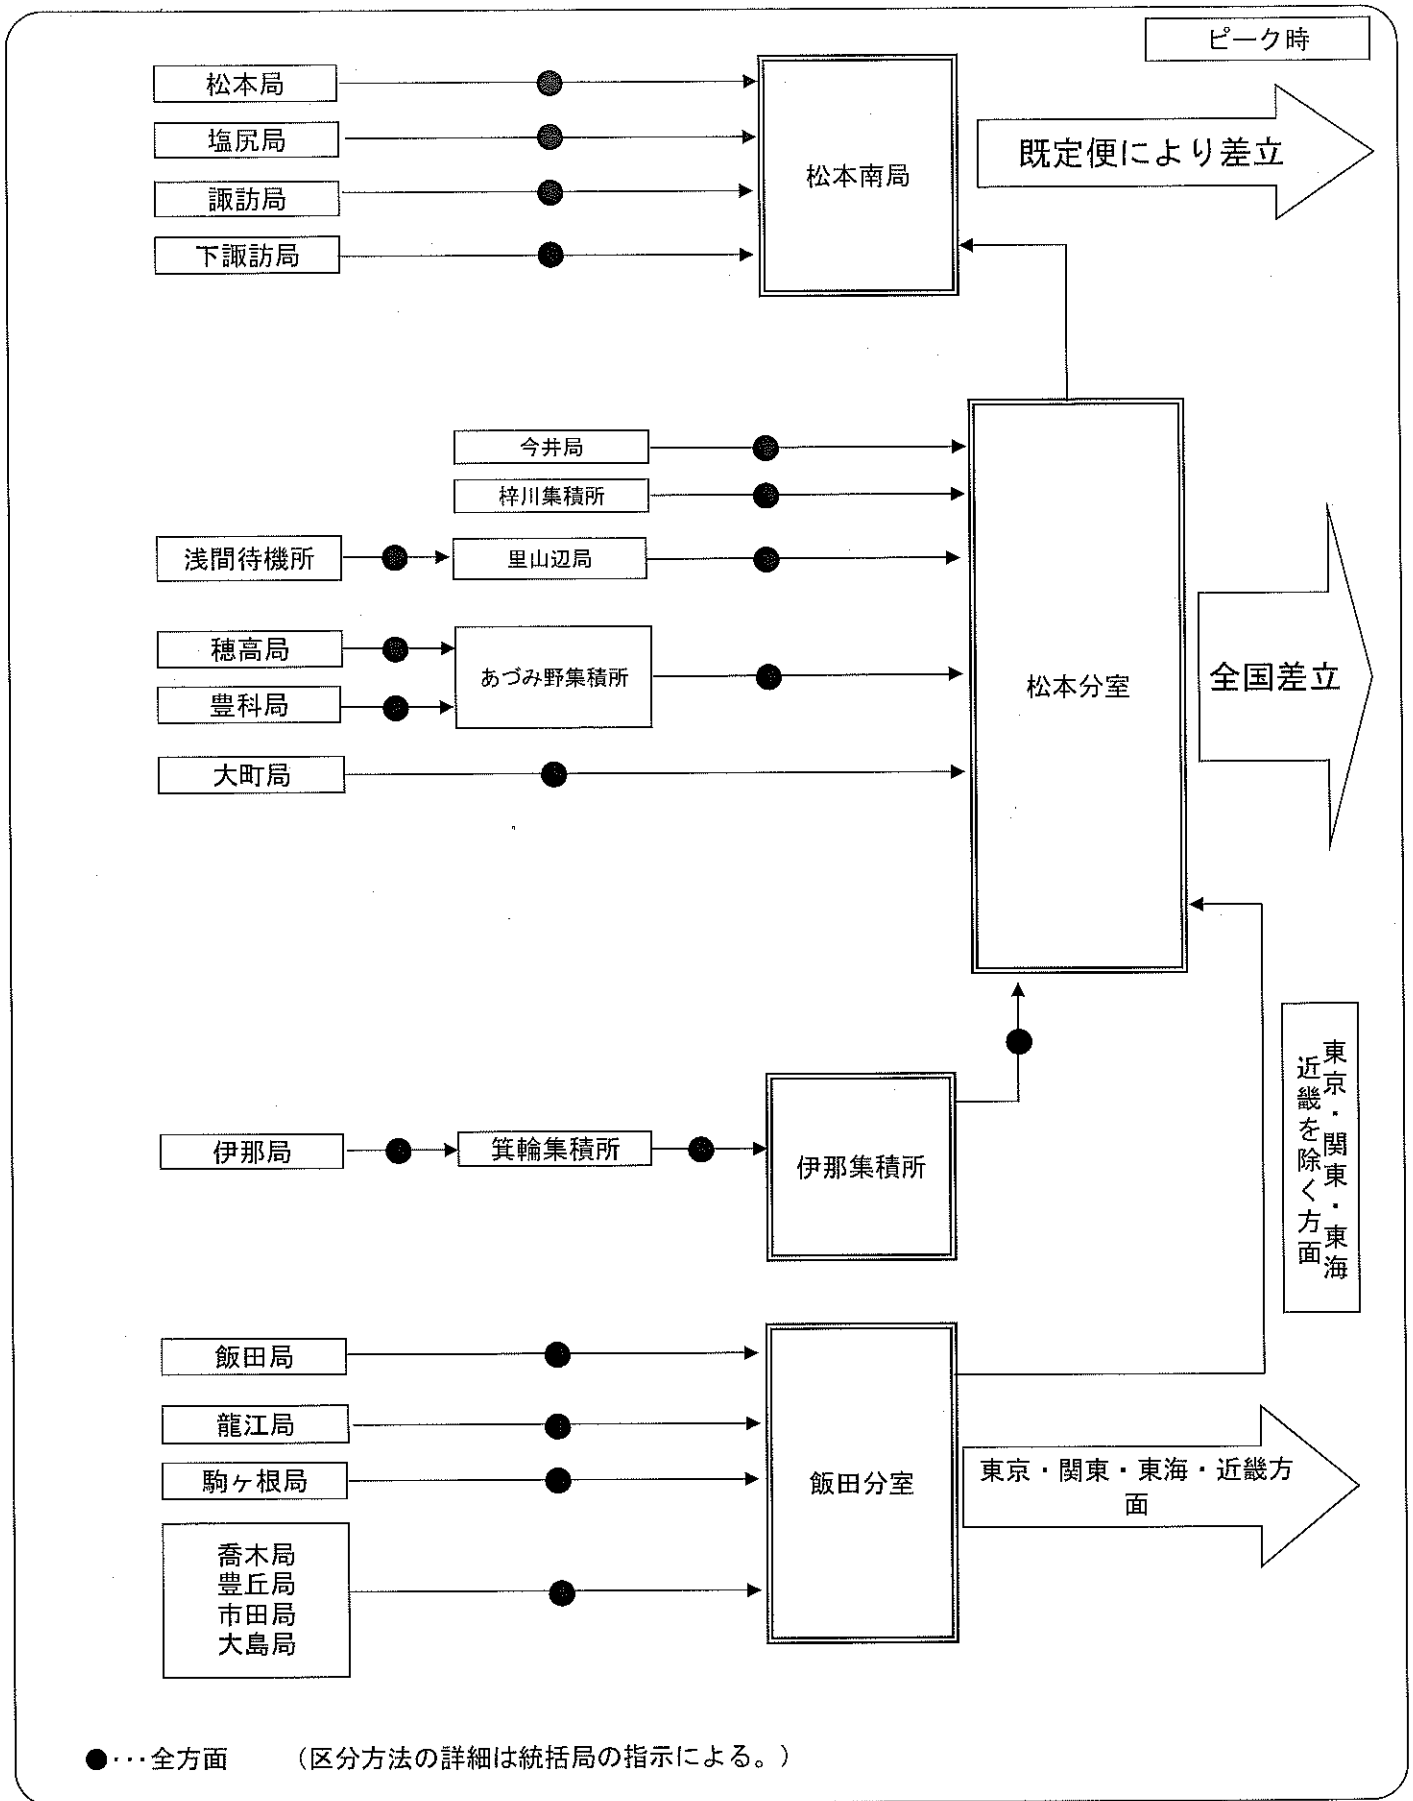 ピーク時
松本局
塩尻局
諏訪局
下諏訪局
松本南局
既定便により差立
今井局
梓川集積所
浅間待機所
里山辺局
穂高局
豊科局
あづみ野集積所
大町局
松本分室
全国差立
東京・関東・東海
近畿を除く方面
伊那局
箕輪集積所
伊那集積所
飯田局
龍江局
駒ヶ根局
喬木局
豊丘局
市田局
大島局
飯田分室
東京・関東・東海・近畿方
面
●・・・全方面　　（区分方法の詳細は統括局の指示による。）